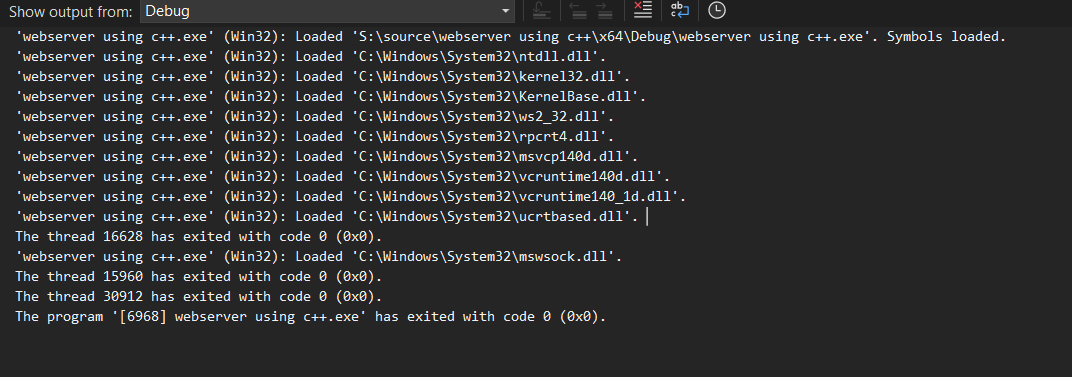 Show output from: Debug
'webserver using c++.exe' (Win32): Loaded 'S:\source\webserver using c++\x64\Debug\webserver using c++.exe'. Symbols loaded.
'webserver using c++.exe' (Win32): Loaded 'C:\Windows\System32\ntdll.dll'.
'webserver using c++.exe' (Win32): Loaded 'C:\Windows\System32\kernel32.dll'.
'webserver using c++.exe' (Win32): Loaded 'C:\Windows\System32\KernelBase.dll'.
'webserver using c++.exe' (Win32): Loaded 'C:\Windows\System32\ws2_32.dll'.
'webserver using c++.exe' (Win32): Loaded 'C:\Windows\System32\rpcrt4.dll'.
'webserver using c++.exe' (Win32): Loaded 'C:\Windows\System32\msvcp140d.dll'.
'webserver using c++.exe' (Win32): Loaded 'C:\Windows\System32\vcruntime140d.dll'.
'webserver using c++.exe' (Win32): Loaded 'C:\Windows\System32\vcruntime140_1d.dll'.
'webserver using c++.exe' (Win32): Loaded 'C:\Windows\System32\ucrtbased.dll'.
The thread 16628 has exited with code 0 (0x0).
'webserver using c++.exe' (Win32): Loaded 'C:\Windows\System32\mswsock.dll'.
The thread 15960 has exited with code 0 (0x0).
The thread 30912 has exited with code 0 (0x0).
The program '[6968] webserver using c++.exe' has exited with code 0 (0x0).